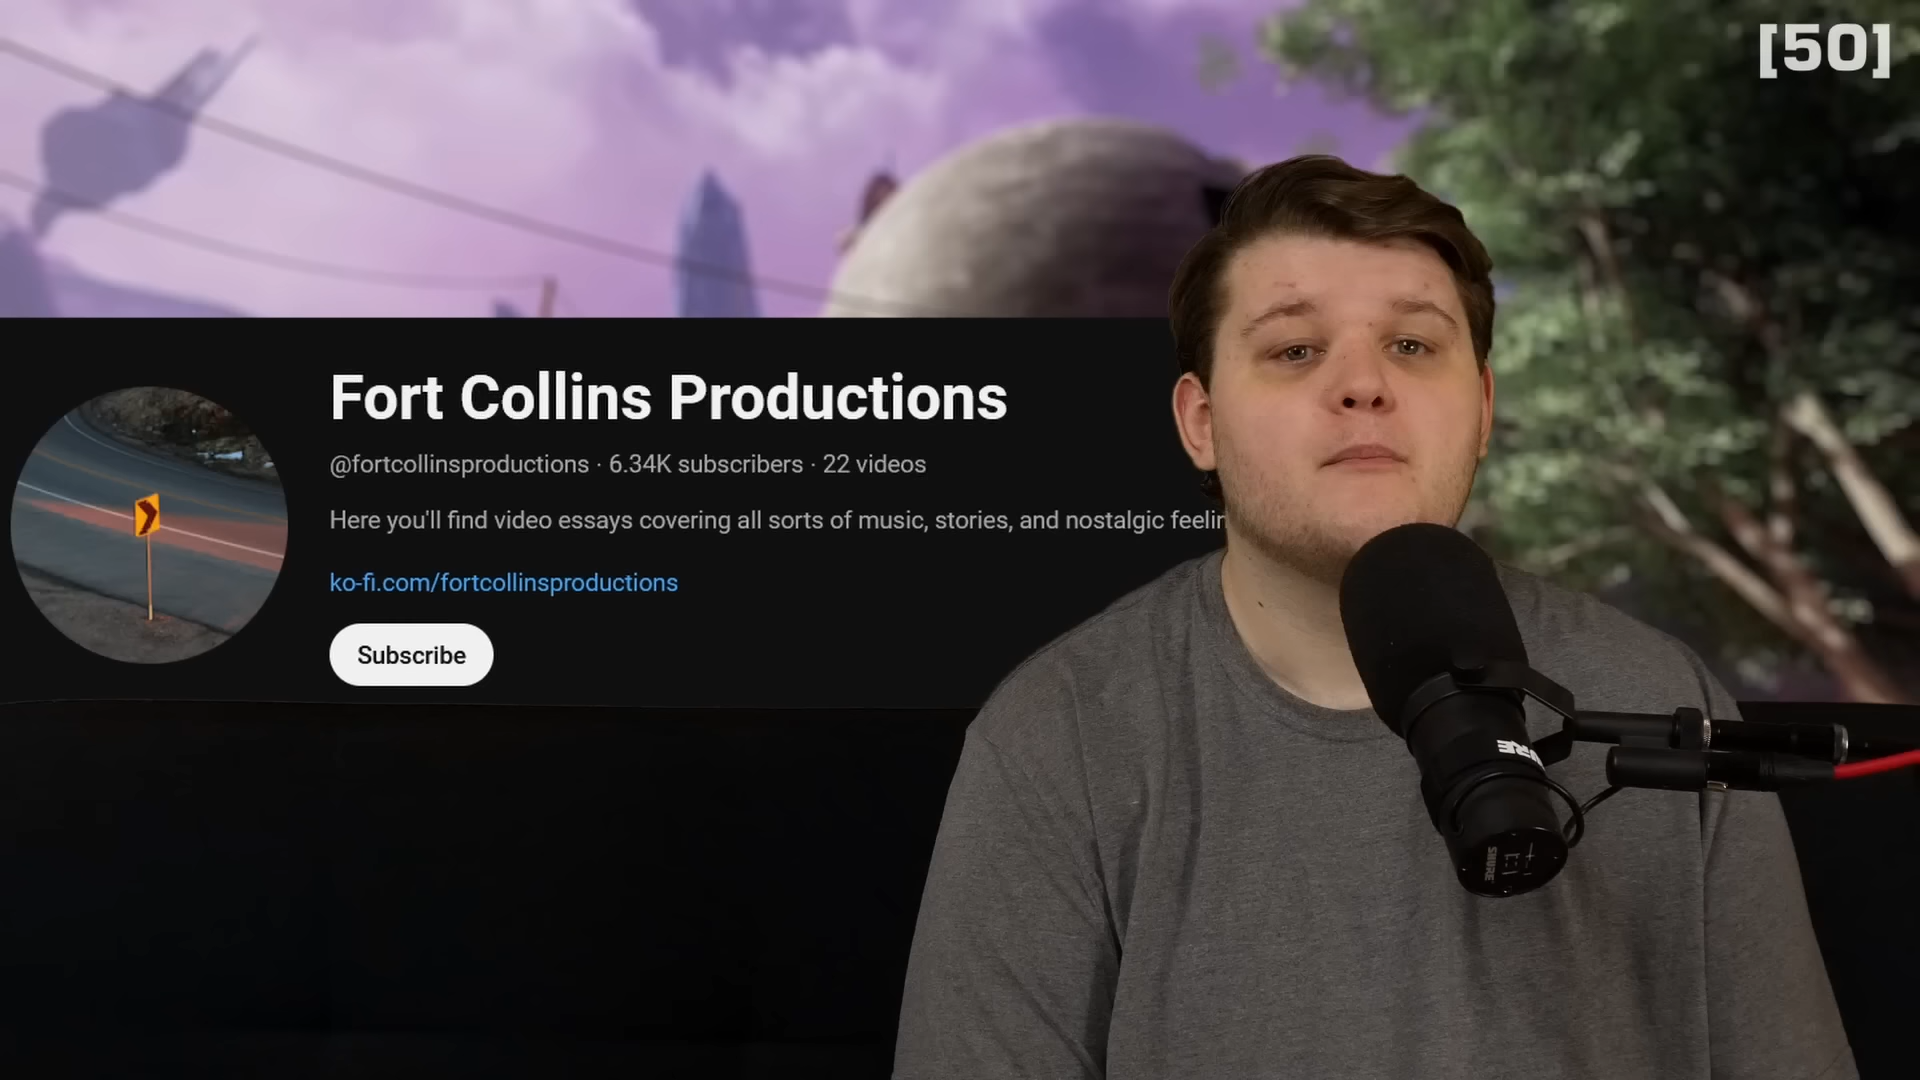 [50]
Fort Collins Productions
@fortcollinsproductions · 6.34K subscribers · 22 videos
Here you'll find video essays covering all sorts of music, stories, and nostalgic
ko-fi.com/fortcollinsproductions
Subscribe
SHURE